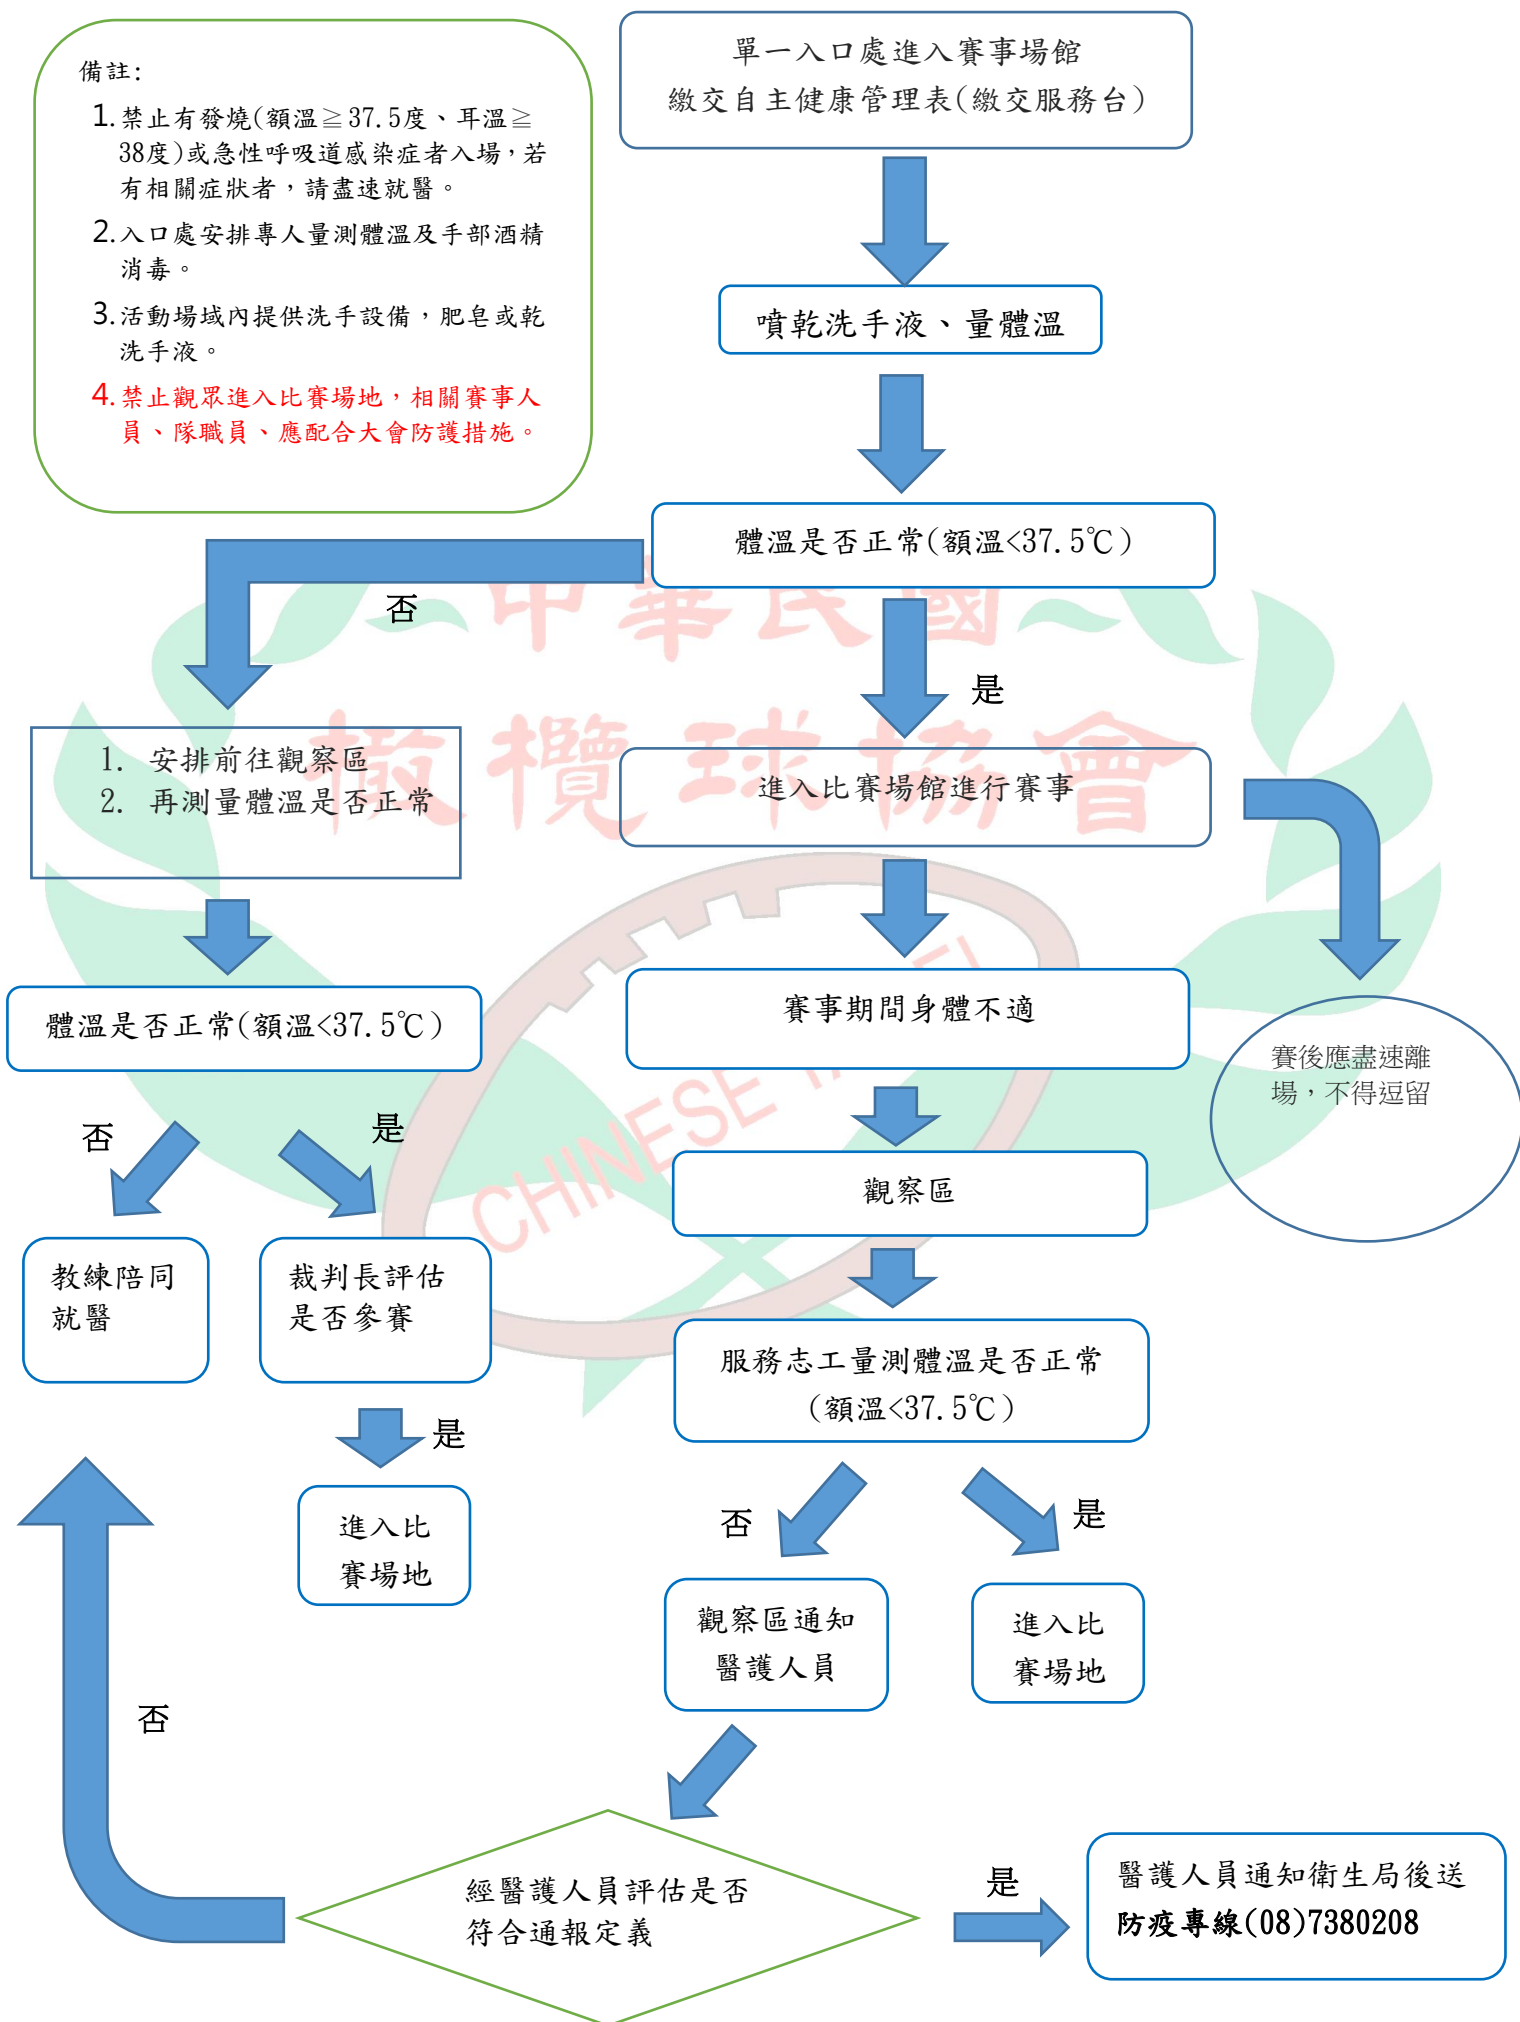 備註:
1.禁止有發燒(額溫≧37.5度、耳溫≧
38度)或急性呼吸道感染症者入場，若
有相關症狀者，請盡速就醫。
2.入口處安排專人量測體溫及手部酒精
消毒。
3.活動場域內提供洗手設備，肥皂或乾
洗手液。
4.禁止觀眾進入比賽場地，相關賽事人
員、隊職員、應配合大會防護措施。
單一入口處進入賽事場館
繳交自主健康管理表(繳交服務台)
噴乾洗手液、量體溫
體溫是否正常(額溫<37.5℃)
否
是
中華民國
橄欖球協會
1. 安排前往觀察區
2. 再測量體溫是否正常
進入比賽場館進行賽事
體溫是否正常(額溫<37.5℃)
賽事期間身體不適
賽後應盡速離
場，不得逗留
CHINESE
否
是
觀察區
教練陪同
就醫
裁判長評估
是否參賽
服務志工量測體溫是否正常
(額溫<37.5℃)
是
進入比
賽場地
否
是
觀察區通知
醫護人員
進入比
賽場地
否
經醫護人員評估是否
符合通報定義
是
醫護人員通知衛生局後送
防疫專線(08)7380208